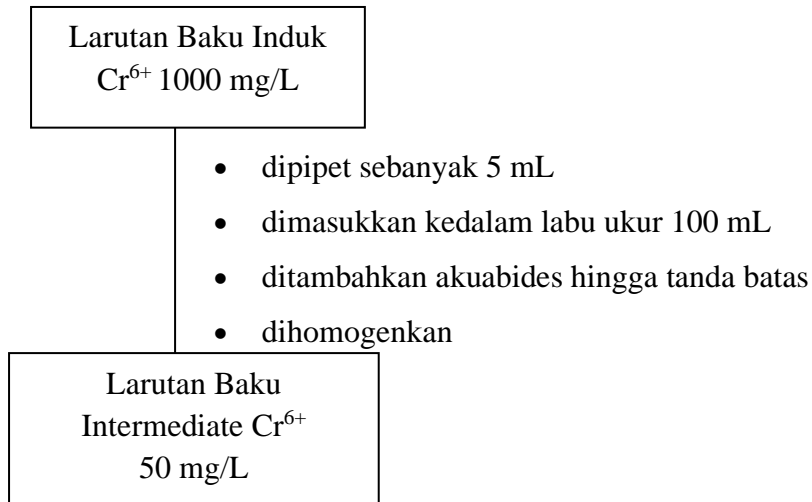 Larutan Baku Induk
Cr⁶⁺ 1000 mg/L
• dipipet sebanyak 5 mL
• dimasukkan kedalam labu ukur 100 mL
• ditambahkan akuabides hingga tanda batas
• dihomogenkan
Larutan Baku
Intermediate Cr⁶⁺
50 mg/L